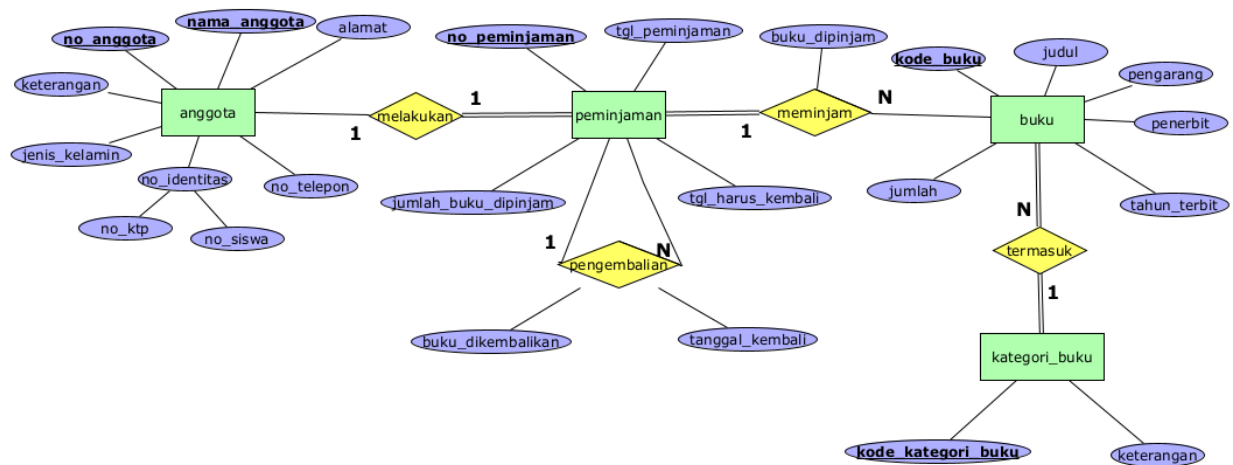 nama_anggota
alamat
no_anggota
keterangan
anggota
jenis_kelamin
no_identitas
no_telepon
no_ktp
no_siswa
1
melakukan
1
no_peminjaman
tgl_peminjaman
peminjaman
jumlah_buku_dipinjam
tgl_harus_kembali
1
N
pengembalian
buku_dikembalikan
tanggal_kembali
buku_dipinjam
1
meminjam
N
kode_buku
judul
pengarang
penerbit
buku
jumlah
tahun_terbit
N
termasuk
1
kategori_buku
kode_kategori_buku
keterangan